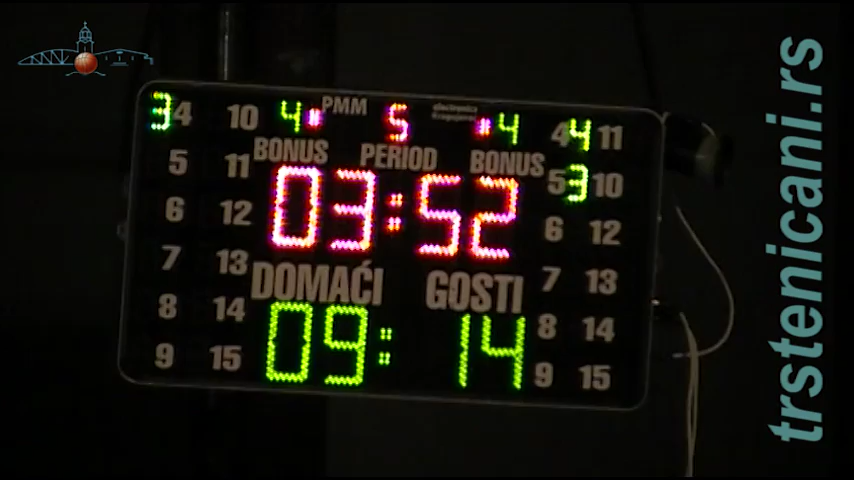 3 4 10 4 PMM 5 electronics Kragujevac 4 4 4 11
5 11 BONUS PERIOD BONUS 5 3 10
6 12 03:52 6 12
7 13 DOMAĆI GOSTI 7 13
8 14 09:14 8 14
9 15 9 15
trstenicani.rs